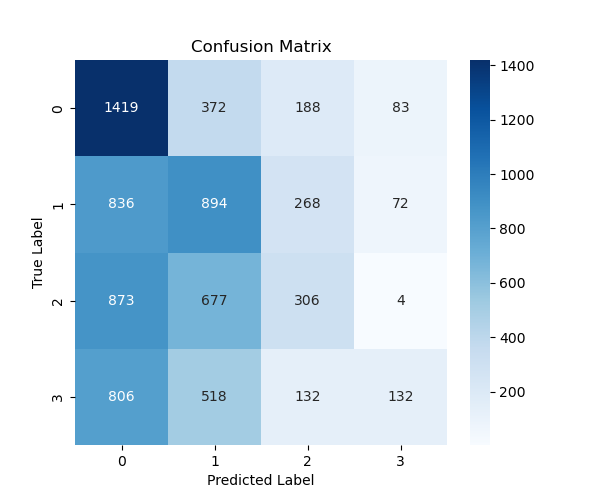 Confusion Matrix
True Label
0
1419 372 188 83
1
836 894 268 72
2
873 677 306 4
3
806 518 132 132
0 1 2 3
Predicted Label
1400
1200
1000
800
600
400
200